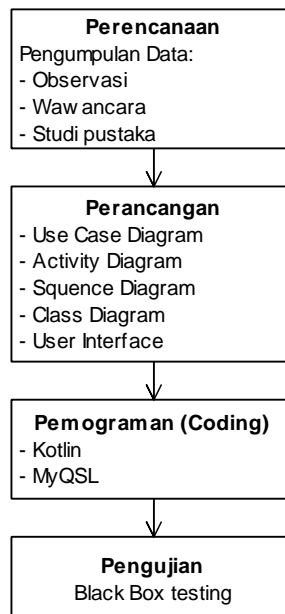 Perencanaan
Pengumpulan Data:
- Observasi
- Wawancara
- Studi pustaka
Perancangan
- Use Case Diagram
- Activity Diagram
- Squence Diagram
- Class Diagram
- User Interface
Pemograman (Coding)
- Kotlin
- MyQSL
Pengujian
Black Box testing